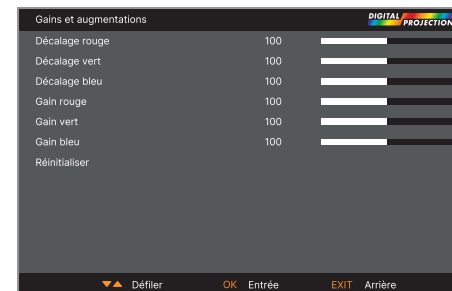 Gains et augmentations DIGITAL PROJECTION
Décalage rouge 100
Décalage vert 100
Décalage bleu 100
Gain rouge 100
Gain vert 100
Gain bleu 100
Réinitialiser
▼▲ Défiler OK Entrée EXIT Arrière